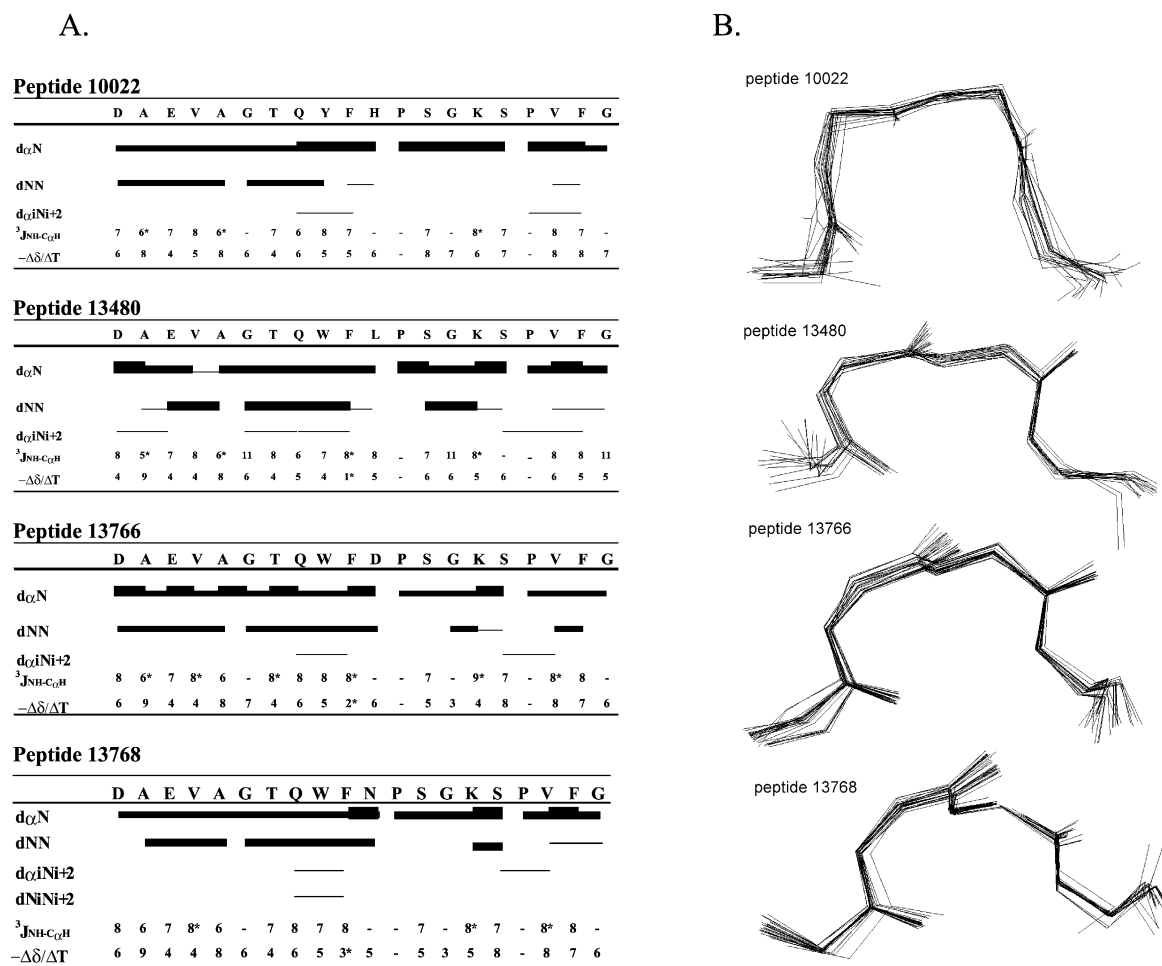 A.
B.
Peptide 10022
D A E V A G T Q Y F H P S G K S P V F G
dαN
dNN
dαiNi+2
³JNH-CαH 7 6* 7 8 6* - 7 6 8 7 - - 7 - 8* 7 - 8 7 -
−Δδ/ΔT 6 8 4 5 8 6 4 6 5 5 6 - 8 7 6 7 - 8 8 7
Peptide 13480
D A E V A G T Q W F L P S G K S P V F G
dαN
dNN
dαiNi+2
³JNH-CαH 8 5* 7 8 6* 11 8 6 7 8* 8 - 7 11 8* - - 8 8 11
−Δδ/ΔT 4 9 4 4 8 6 4 5 4 1* 5 - 6 6 5 6 - 6 5 5
Peptide 13766
D A E V A G T Q W F D P S G K S P V F G
dαN
dNN
dαiNi+2
³JNH-CαH 8 6* 7 8* 6 - 8* 8 8 8* - - 7 - 9* 7 - 8* 8 -
−Δδ/ΔT 6 9 4 4 8 7 4 6 5 2* 6 - 5 3 4 8 - 8 7 6
Peptide 13768
D A E V A G T Q W F N P S G K S P V F G
dαN
dNN
dαiNi+2
dNiNi+2
³JNH-CαH 8 6 7 8* 6 - 7 8 7 8 - - 7 - 8* 7 - 8* 8 -
−Δδ/ΔT 6 9 4 4 8 6 4 6 5 3* 5 - 5 3 5 8 - 8 7 6
peptide 10022
peptide 13480
peptide 13766
peptide 13768